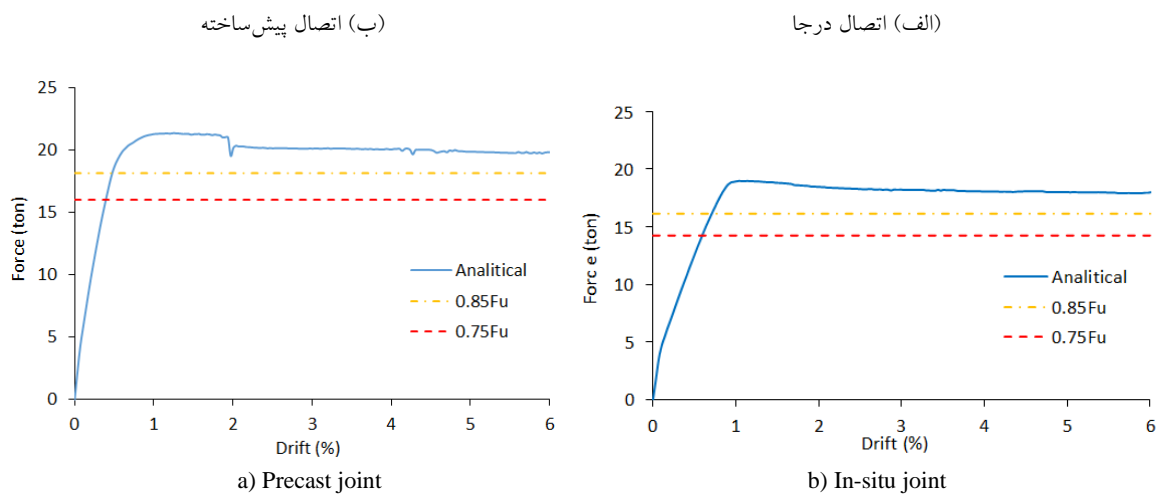 (ب) اتصال پیش‌ساخته
(الف) اتصال درجا
25
20
15
10
5
0
Force (ton)
Analitical
0.85Fu
0.75Fu
0 1 2 3 4 5 6
Drift (%)
a) Precast joint
25
20
15
10
5
0
Forc e (ton)
Analitical
0.85Fu
0.75Fu
0 1 2 3 4 5 6
Drift (%)
b) In-situ joint